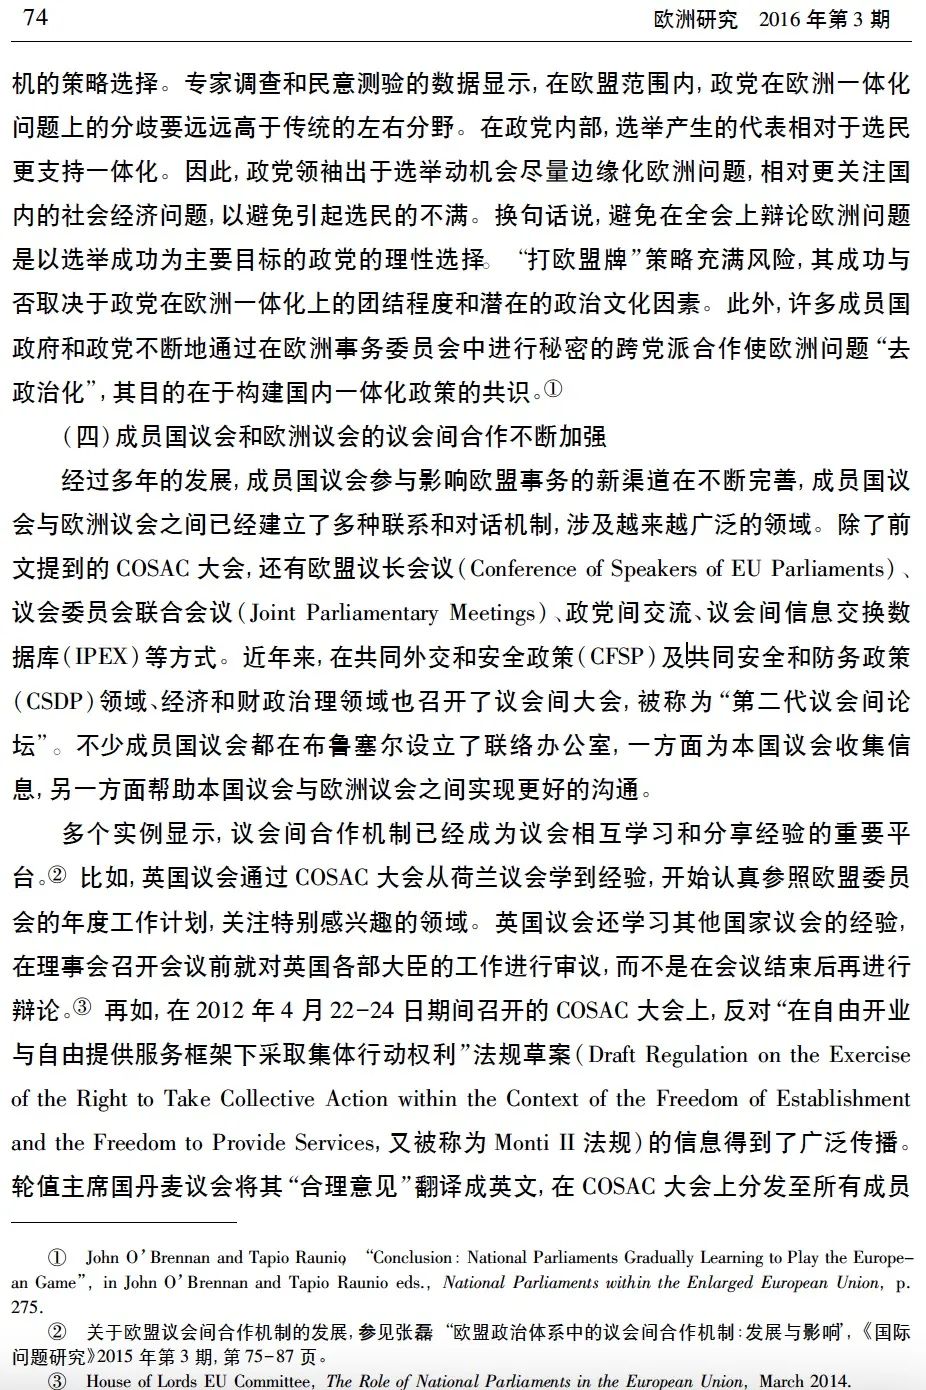 74
欧洲研究 2016 年第 3 期
机的策略选择。专家调查和民意测验的数据显示,在欧盟范围内,政党在欧洲一体化
问题上的分歧要远远高于传统的左右分野。在政党内部,选举产生的代表相对于选民
更支持一体化。因此,政党领袖出于选举动机会尽量边缘化欧洲问题,相对更关注国
内的社会经济问题,以避免引起选民的不满。换句话说,避免在全会上辩论欧洲问题
是以选举成功为主要目标的政党的理性选择。“打欧盟牌”策略充满风险,其成功与
否取决于政党在欧洲一体化上的团结程度和潜在的政治文化因素。此外,许多成员国
政府和政党不断地通过在欧洲事务委员会中进行秘密的跨党派合作使欧洲问题“去
政治化”,其目的在于构建国内一体化政策的共识。①
(四)成员国议会和欧洲议会的议会间合作不断加强
经过多年的发展,成员国议会参与影响欧盟事务的新渠道在不断完善,成员国议
会与欧洲议会之间已经建立了多种联系和对话机制,涉及越来越广泛的领域。除了前
文提到的 COSAC 大会,还有欧盟议长会议(Conference of Speakers of EU Parliaments)、
议会委员会联合会议(Joint Parliamentary Meetings)、政党间交流、议会间信息交换数
据库(IPEX)等方式。近年来,在共同外交和安全政策(CFSP)及共同安全和防务政策
(CSDP)领域、经济和财政治理领域也召开了议会间大会,被称为“第二代议会间论
坛”。不少成员国议会都在布鲁塞尔设立了联络办公室,一方面为本国议会收集信
息,另一方面帮助本国议会与欧洲议会之间实现更好的沟通。
多个实例显示,议会间合作机制已经成为议会相互学习和分享经验的重要平
台。② 比如,英国议会通过 COSAC 大会从荷兰议会学到经验,开始认真参照欧盟委员
会的年度工作计划,关注特别感兴趣的领域。英国议会还学习其他国家议会的经验,
在理事会召开会议前就对英国各部大臣的工作进行审议,而不是在会议结束后再进行
辩论。③ 再如,在 2012 年 4 月 22-24 日期间召开的 COSAC 大会上,反对“在自由开业
与自由提供服务框架下采取集体行动权利”法规草案(Draft Regulation on the Exercise
of the Right to Take Collective Action within the Context of the Freedom of Establishment
and the Freedom to Provide Services,又被称为 Monti II 法规)的信息得到了广泛传播。
轮值主席国丹麦议会将其“合理意见”翻译成英文,在 COSAC 大会上分发至所有成员
① John O’Brennan and Tapio Raunio, “Conclusion: National Parliaments Gradually Learning to Play the Europe-
an Game”, in John O’Brennan and Tapio Raunio eds., National Parliaments within the Enlarged European Union, p.
275.
② 关于欧盟议会间合作机制的发展,参见张磊:“欧盟政治体系中的议会间合作机制:发展与影响”,《国际
问题研究》2015 年第 3 期,第 75-87 页。
③ House of Lords EU Committee, The Role of National Parliaments in the European Union, March 2014.